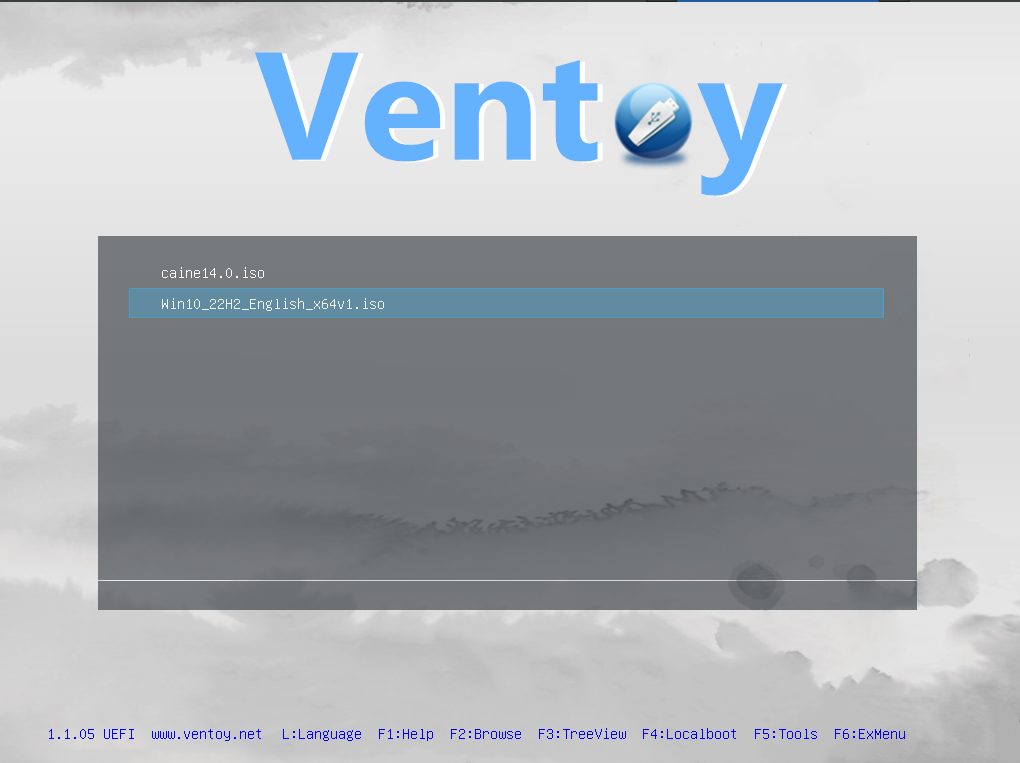 Ventoy
caine14.0.iso
Win10_22H2_English_x64v1.iso
1.1.05 UEFI www.ventoy.net L:Language F1:Help F2:Browse F3:TreeView F4:Localboot F5:Tools F6:ExMenu